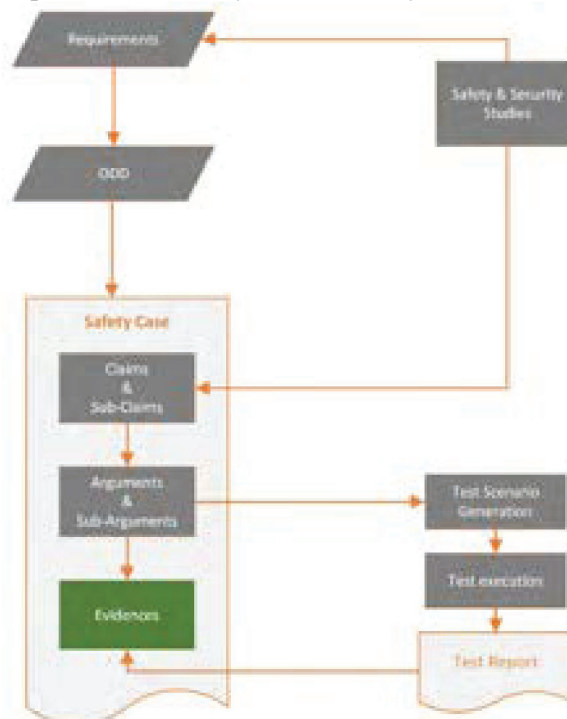 Requirements
Safety & Security
Studies
ODD
Safety Case
Claims
&
Sub-Claims
Arguments
&
Sub-Arguments
Test Scenario
Generation
Test execution
Evidences
Test Report